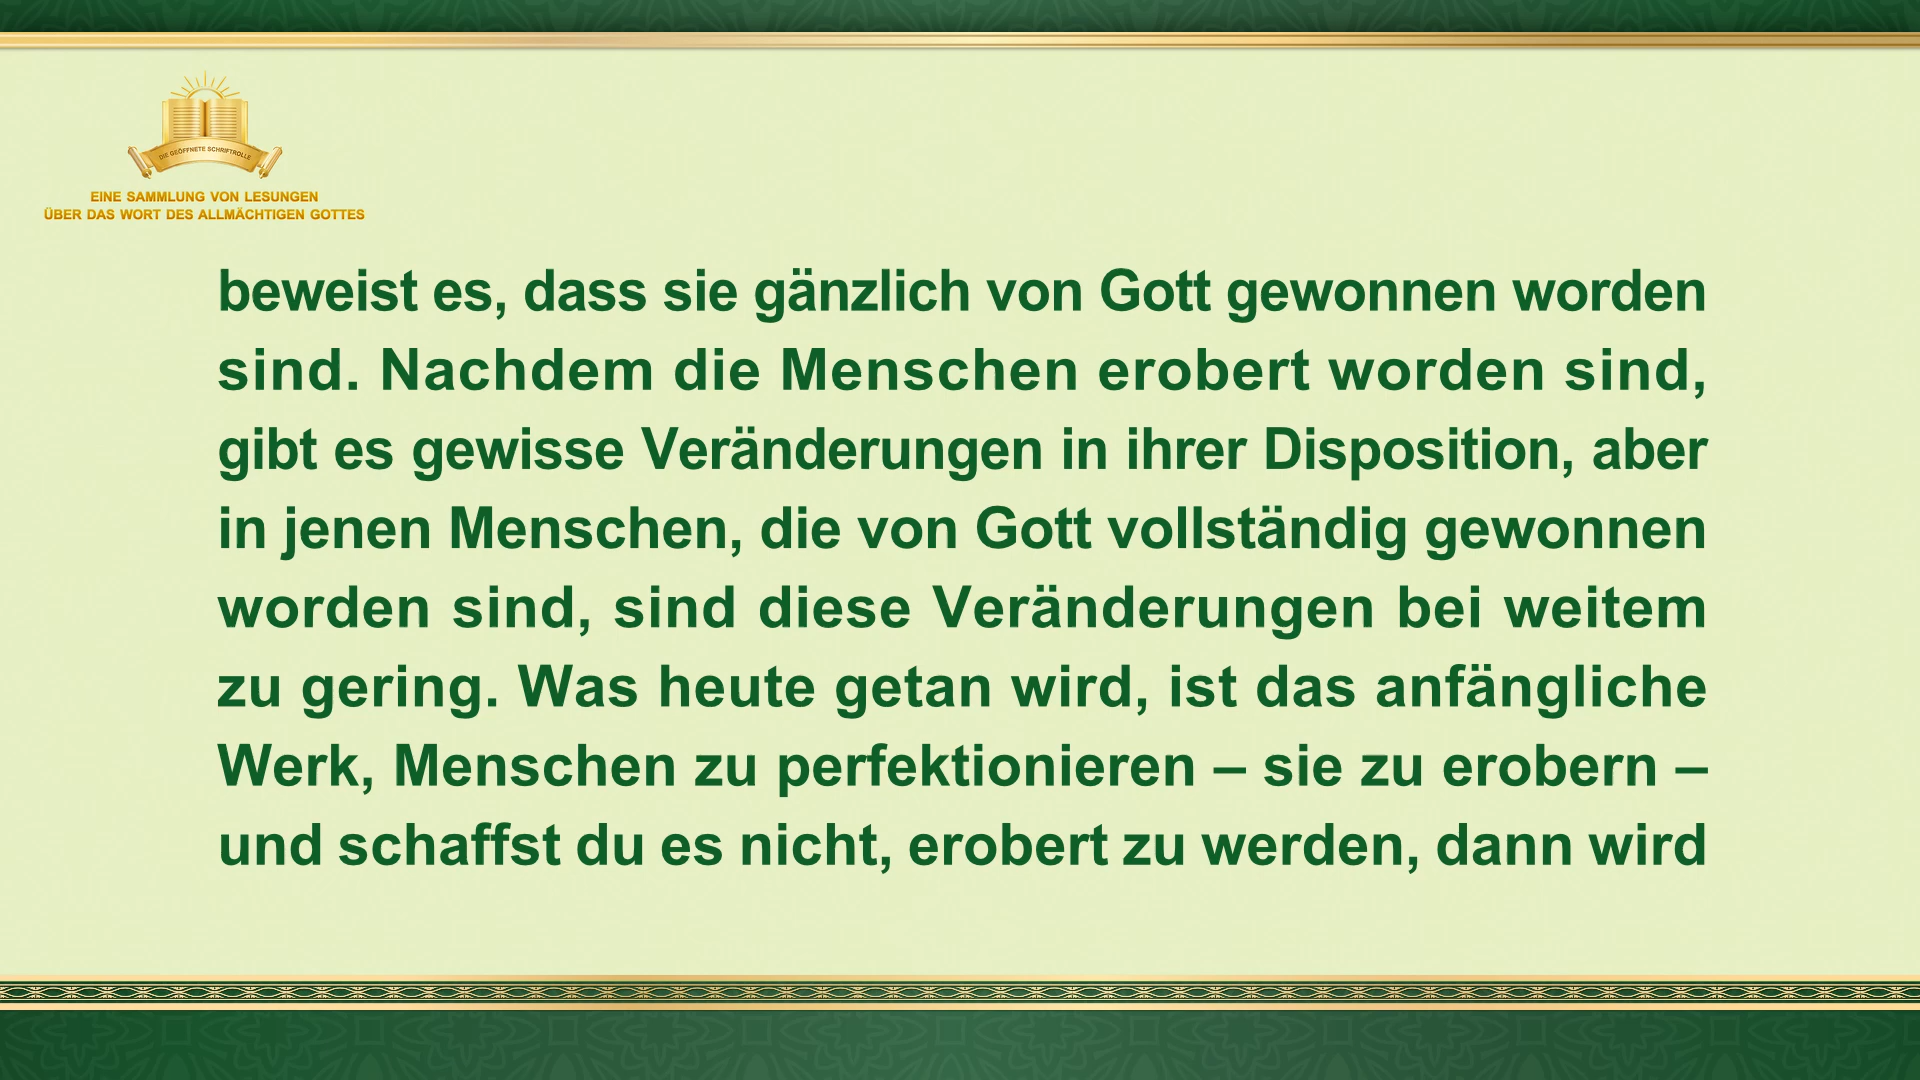 DIE GEÖFFNETE SCHRIFTROLLE
EINE SAMMLUNG VON LESUNGEN
ÜBER DAS WORT DES ALLMÄCHTIGEN GOTTES
beweist es, dass sie gänzlich von Gott gewonnen worden
sind. Nachdem die Menschen erobert worden sind,
gibt es gewisse Veränderungen in ihrer Disposition, aber
in jenen Menschen, die von Gott vollständig gewonnen
worden sind, sind diese Veränderungen bei weitem
zu gering. Was heute getan wird, ist das anfängliche
Werk, Menschen zu perfektionieren – sie zu erobern –
und schaffst du es nicht, erobert zu werden, dann wird